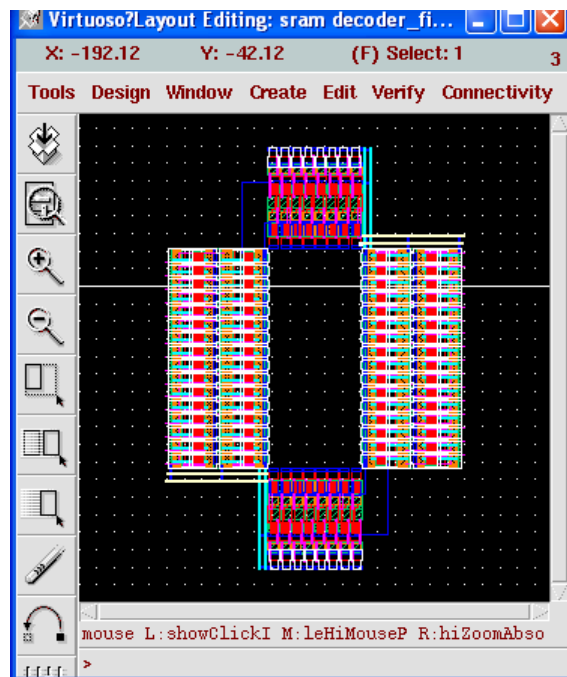 Virtuoso?Layout Editing: sram decoder_fi...
X: -192.12 Y: -42.12 (F) Select: 1 3
Tools Design Window Create Edit Verify Connectivity
mouse L:showClickI M:leHiMouseP R:hiZoomAbso
>